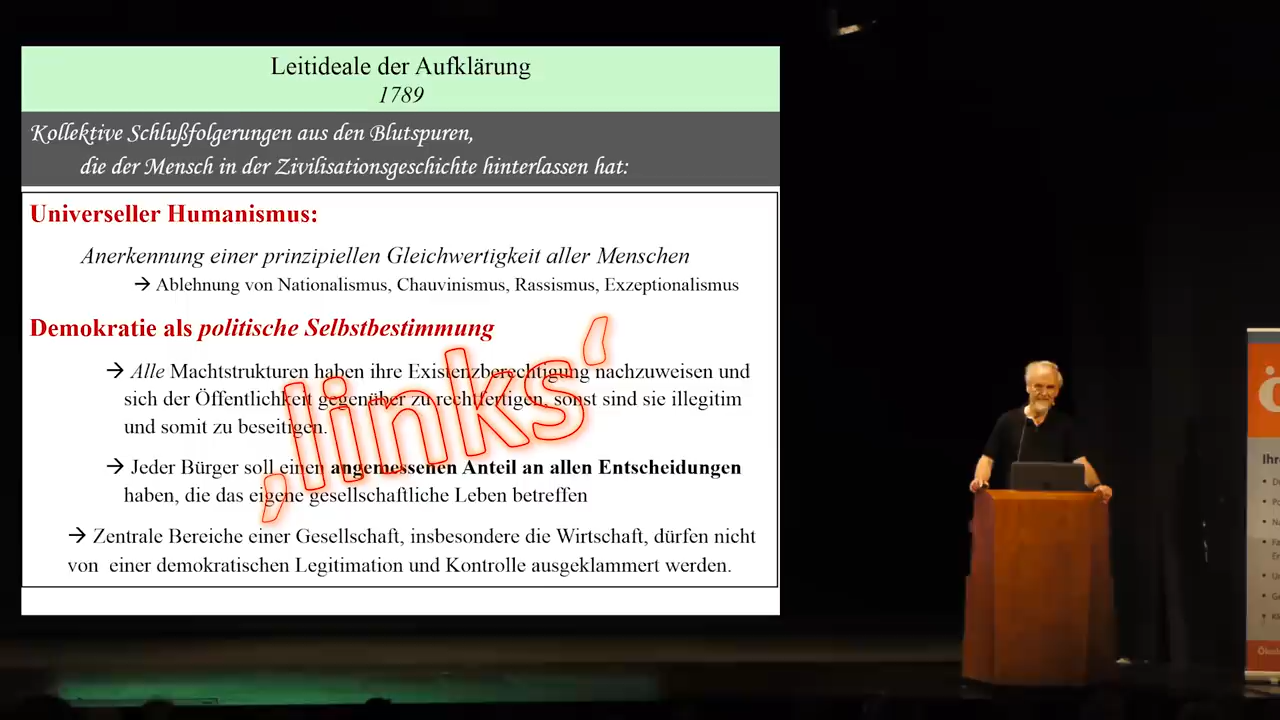 Leitideale der Aufklärung
1789
Kollektive Schlußfolgerungen aus den Blutspuren,
die der Mensch in der Zivilisationsgeschichte hinterlassen hat:
Universeller Humanismus:
Anerkennung einer prinzipiellen Gleichwertigkeit aller Menschen
→ Ablehnung von Nationalismus, Chauvinismus, Rassismus, Exzeptionalismus
Demokratie als politische Selbstbestimmung
→ Alle Machtstrukturen haben ihre Existenzberechtigung nachzuweisen und
sich der Öffentlichkeit gegenüber zu rechtfertigen, sonst sind sie illegitim
und somit zu beseitigen.
‚links‘
→ Jeder Bürger soll einen angemessenen Anteil an allen Entscheidungen
haben, die das eigene gesellschaftliche Leben betreffen
→ Zentrale Bereiche einer Gesellschaft, insbesondere die Wirtschaft, dürfen nicht
von einer demokratischen Legitimation und Kontrolle ausgeklammert werden.